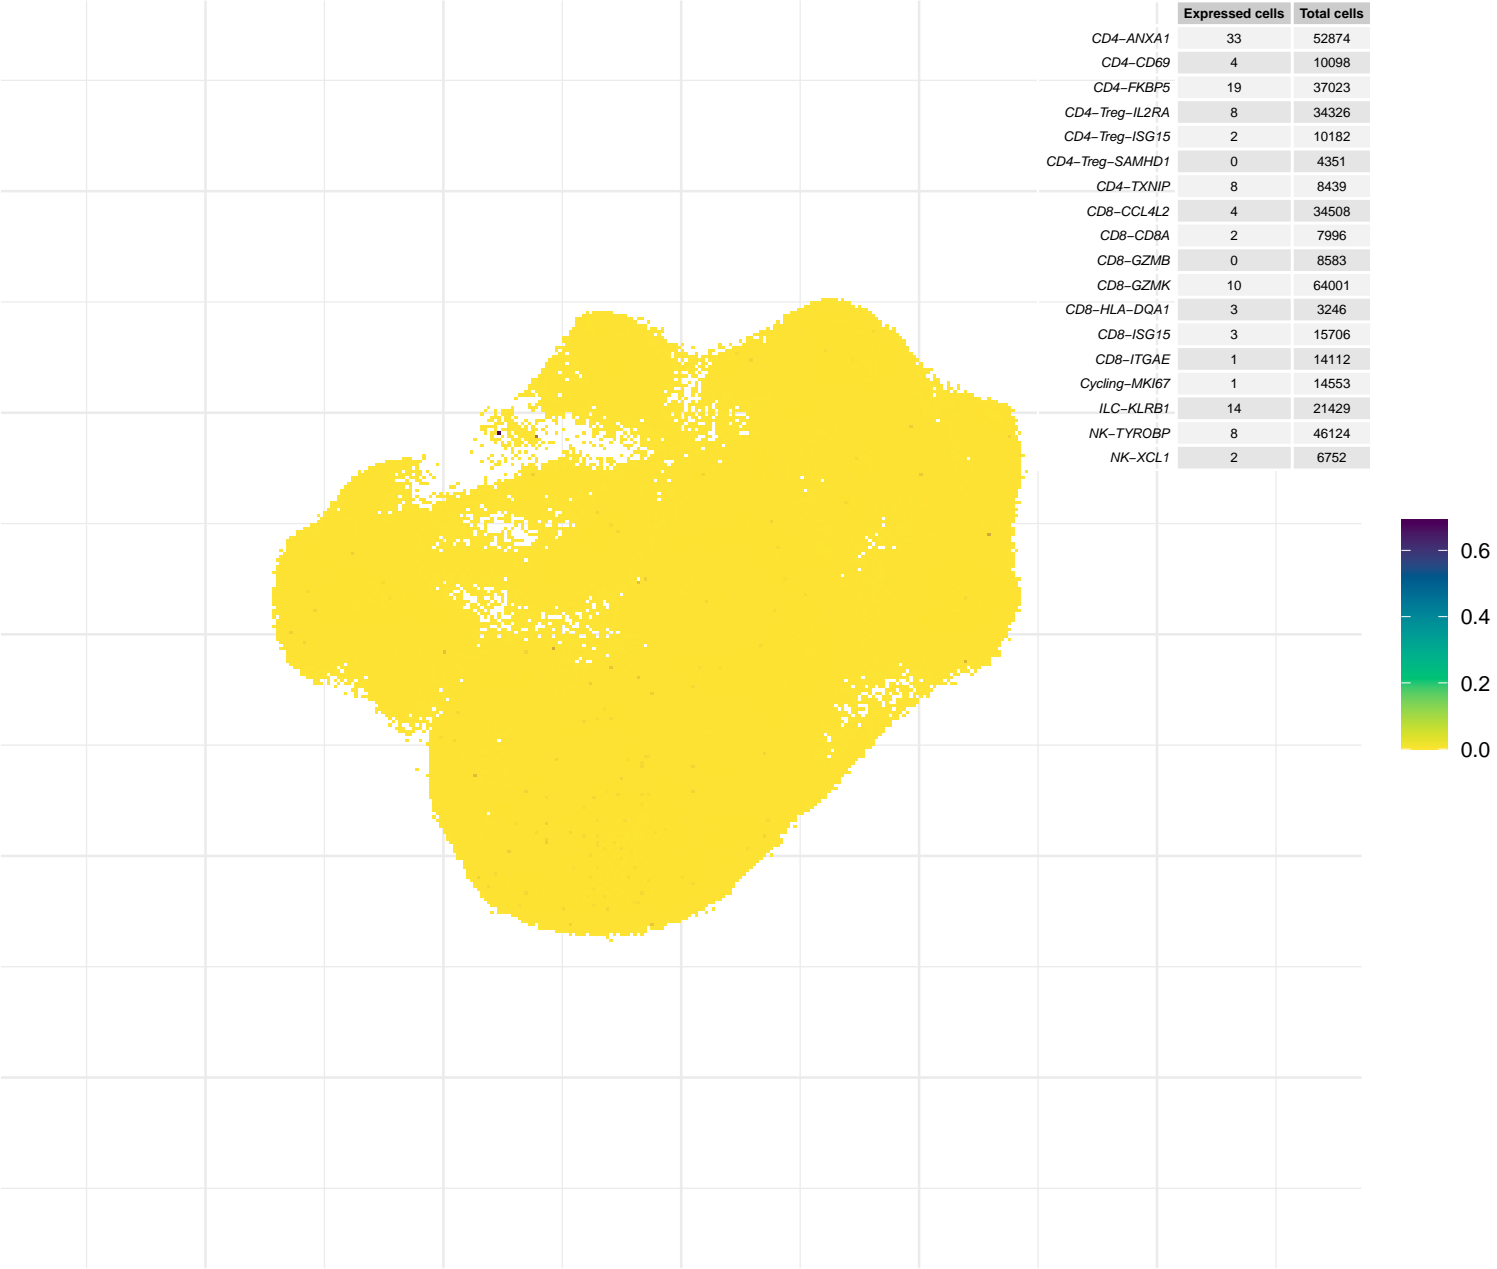 Expressed cells Total cells
CD4−ANXA1 33 52874
CD4−CD69 4 10098
CD4−FKBP5 19 37023
CD4−Treg−IL2RA 8 34326
CD4−Treg−ISG15 2 10182
CD4−Treg−SAMHD1 0 4351
CD4−TXNIP 8 8439
CD8−CCL4L2 4 34508
CD8−CD8A 2 7996
CD8−GZMB 0 8583
CD8−GZMK 10 64001
CD8−HLA−DQA1 3 3246
CD8−ISG15 3 15706
CD8−ITGAE 1 14112
Cycling−MKI67 1 14553
ILC−KLRB1 14 21429
NK−TYROBP 8 46124
NK−XCL1 2 6752
0.6
0.4
0.2
0.0